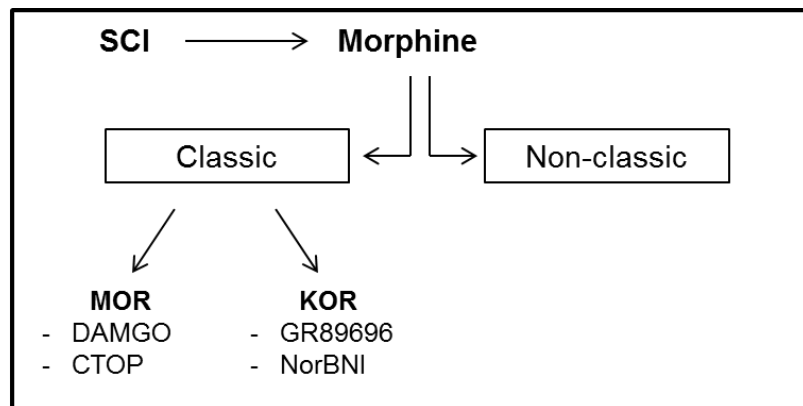 SCI Morphine
Classic Non-classic
MOR KOR
- DAMGO - GR89696
- CTOP - NorBNI